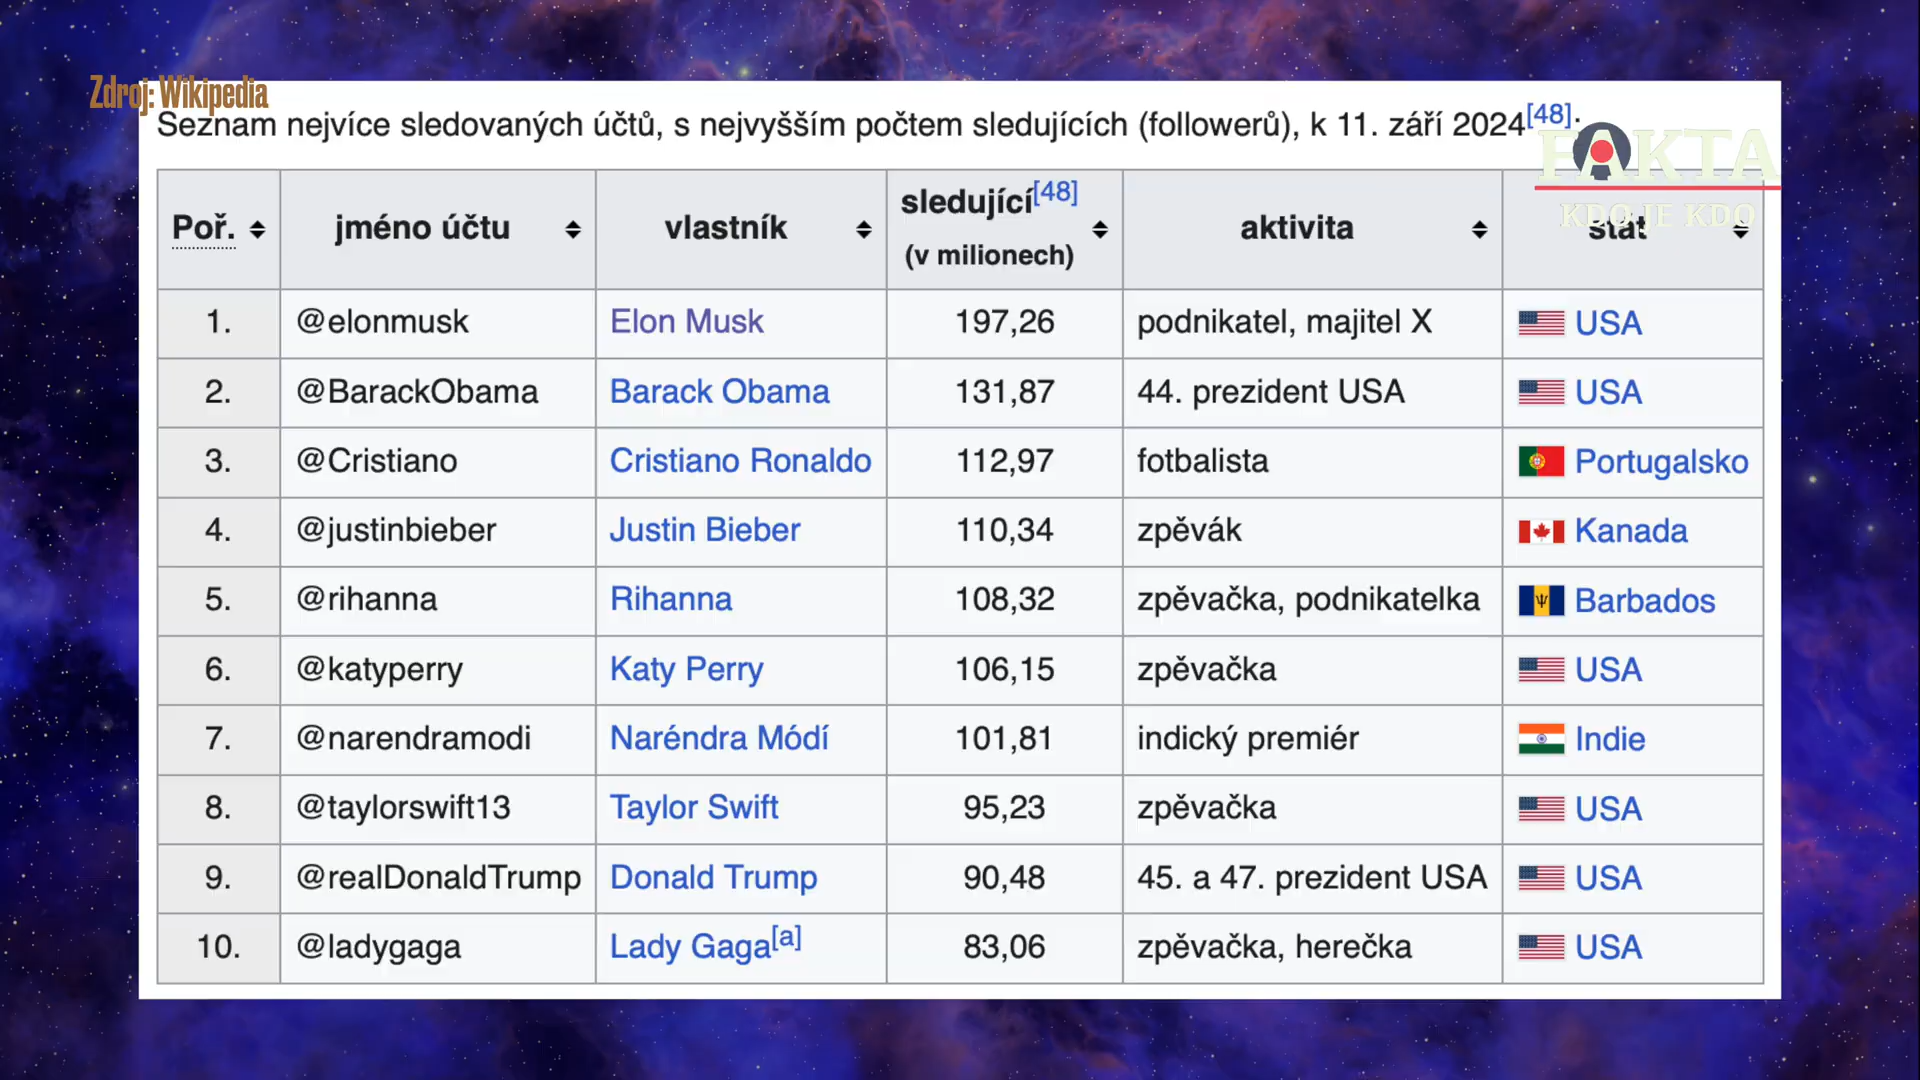 Zdroj: Wikipedia
Seznam nejvíce sledovaných účtů, s nejvyšším počtem sledujících (followerů), k 11. září 2024[48]:
FAKTA
KDO JE KDO
Poř. jméno účtu vlastník sledující[48] (v milionech) aktivita stát
1. @elonmusk Elon Musk 197,26 podnikatel, majitel X USA
2. @BarackObama Barack Obama 131,87 44. prezident USA USA
3. @Cristiano Cristiano Ronaldo 112,97 fotbalista Portugalsko
4. @justinbieber Justin Bieber 110,34 zpěvák Kanada
5. @rihanna Rihanna 108,32 zpěvačka, podnikatelka Barbados
6. @katyperry Katy Perry 106,15 zpěvačka USA
7. @narendramodi Naréndra Módí 101,81 indický premiér Indie
8. @taylorswift13 Taylor Swift 95,23 zpěvačka USA
9. @realDonaldTrump Donald Trump 90,48 45. a 47. prezident USA USA
10. @ladygaga Lady Gaga[a] 83,06 zpěvačka, herečka USA